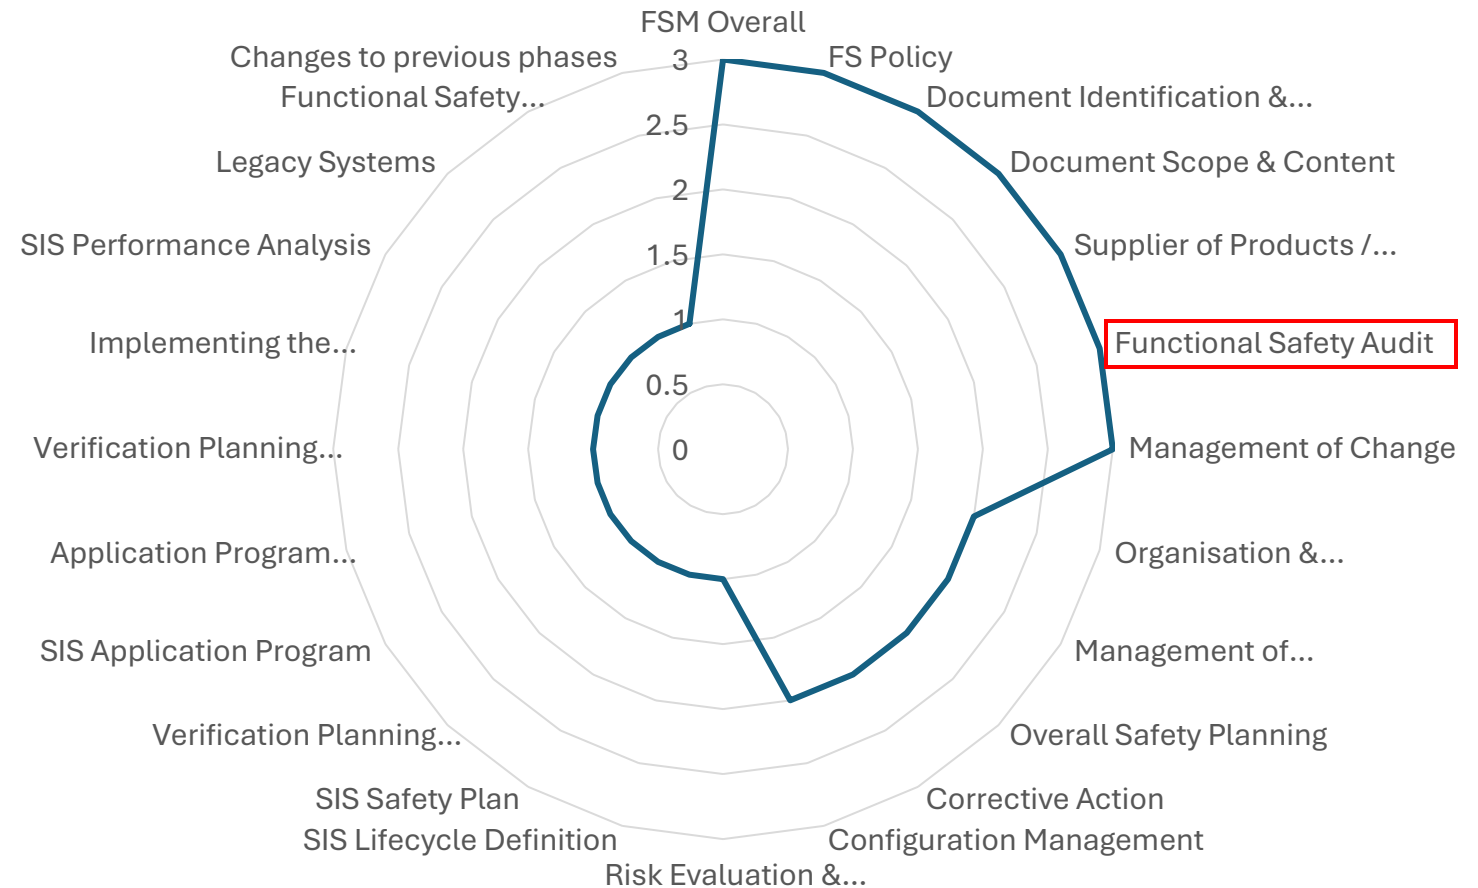 FSM Overall
FS Policy
Document Identification &...
Document Scope & Content
Supplier of Products /...
Functional Safety Audit
Management of Change
Organisation &...
Management of...
Overall Safety Planning
Corrective Action
Configuration Management
Risk Evaluation &...
SIS Lifecycle Definition
SIS Safety Plan
Verification Planning...
SIS Application Program
Application Program...
Verification Planning...
Implementing the...
SIS Performance Analysis
Legacy Systems
Functional Safety...
Changes to previous phases
3
2.5
2
1.5
1
0.5
0